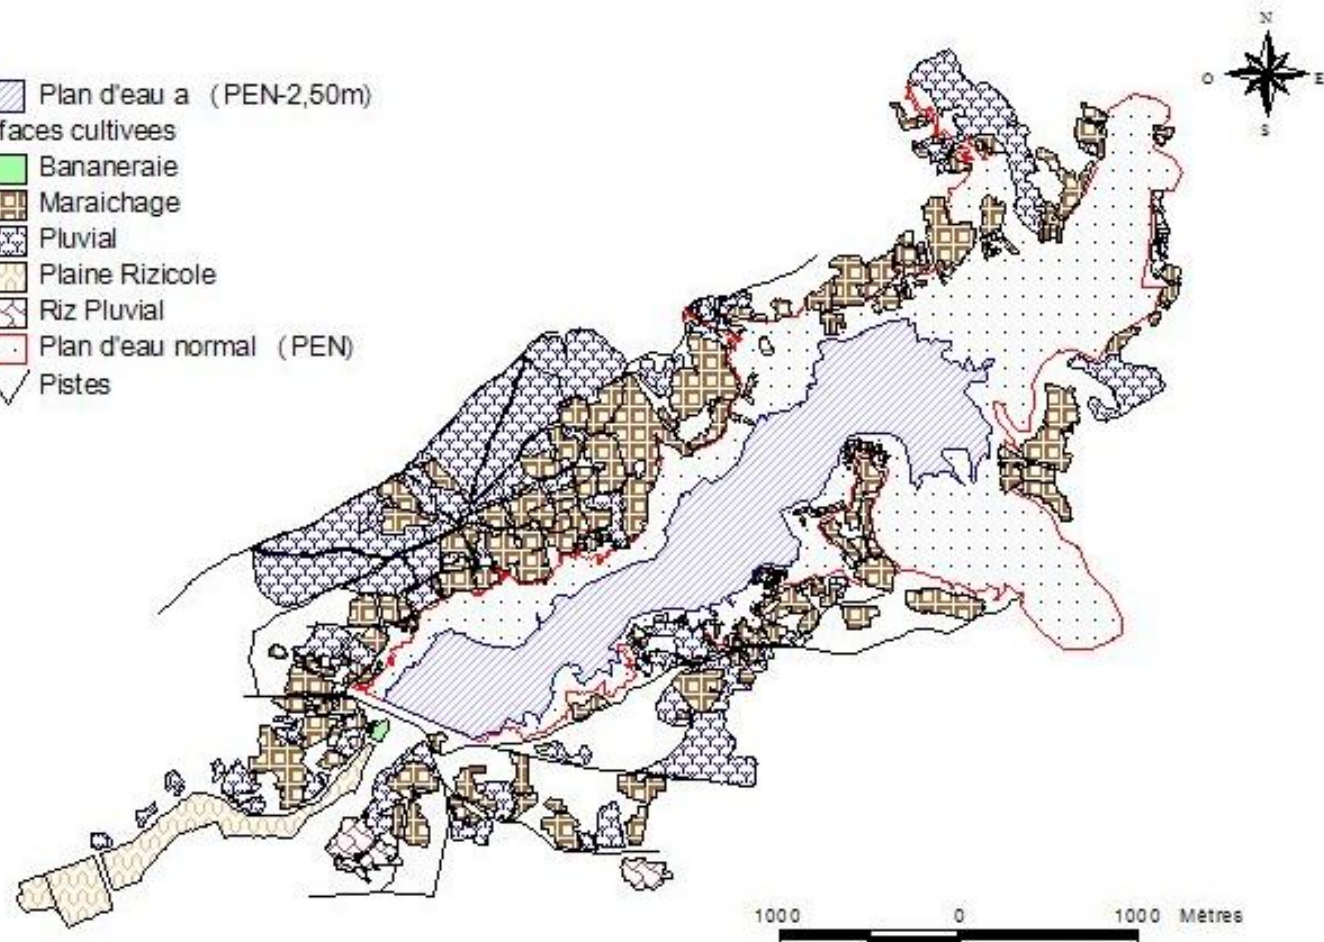 N
O E
S
Plan d'eau a (PEN-2,50m)
faces cultivees
Bananeraie
Maraichage
Pluvial
Plaine Rizicole
Riz Pluvial
Plan d'eau normal (PEN)
Pistes
1000 0 1000 Mètres